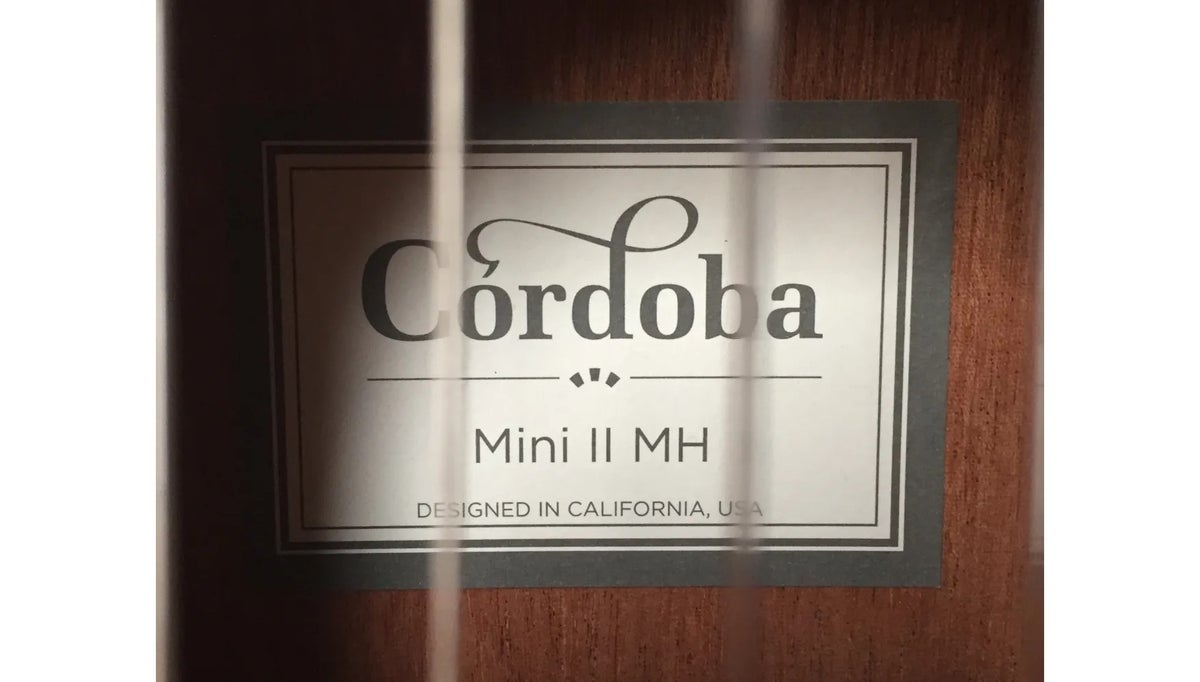 Córdoba
Mini II MH
DESIGNED IN CALIFORNIA, USA